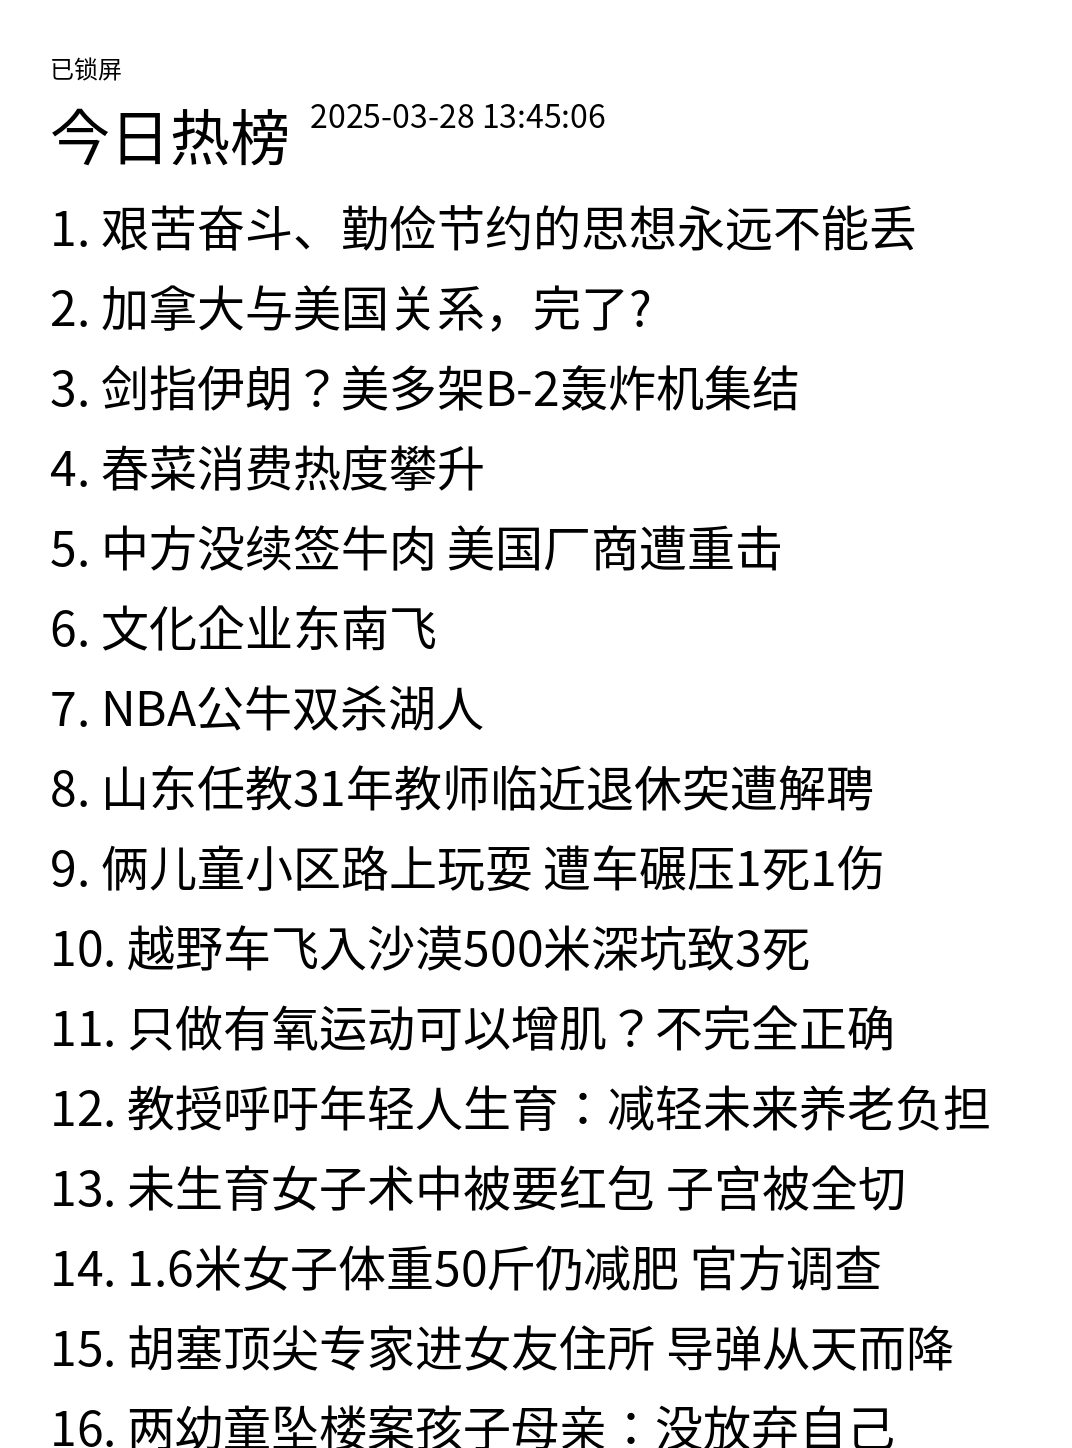 已锁屏
今日热榜 2025-03-28 13:45:06
1. 艰苦奋斗、勤俭节约的思想永远不能丢
2. 加拿大与美国关系，完了?
3. 剑指伊朗？美多架B-2轰炸机集结
4. 春菜消费热度攀升
5. 中方没续签牛肉 美国厂商遭重击
6. 文化企业东南飞
7. NBA公牛双杀湖人
8. 山东任教31年教师临近退休突遭解聘
9. 俩儿童小区路上玩耍 遭车碾压1死1伤
10. 越野车飞入沙漠500米深坑致3死
11. 只做有氧运动可以增肌？不完全正确
12. 教授呼吁年轻人生育：减轻未来养老负担
13. 未生育女子术中被要红包 子宫被全切
14. 1.6米女子体重50斤仍减肥 官方调查
15. 胡塞顶尖专家进女友住所 导弹从天而降
16. 两幼童坠楼案孩子母亲：没放弃自己